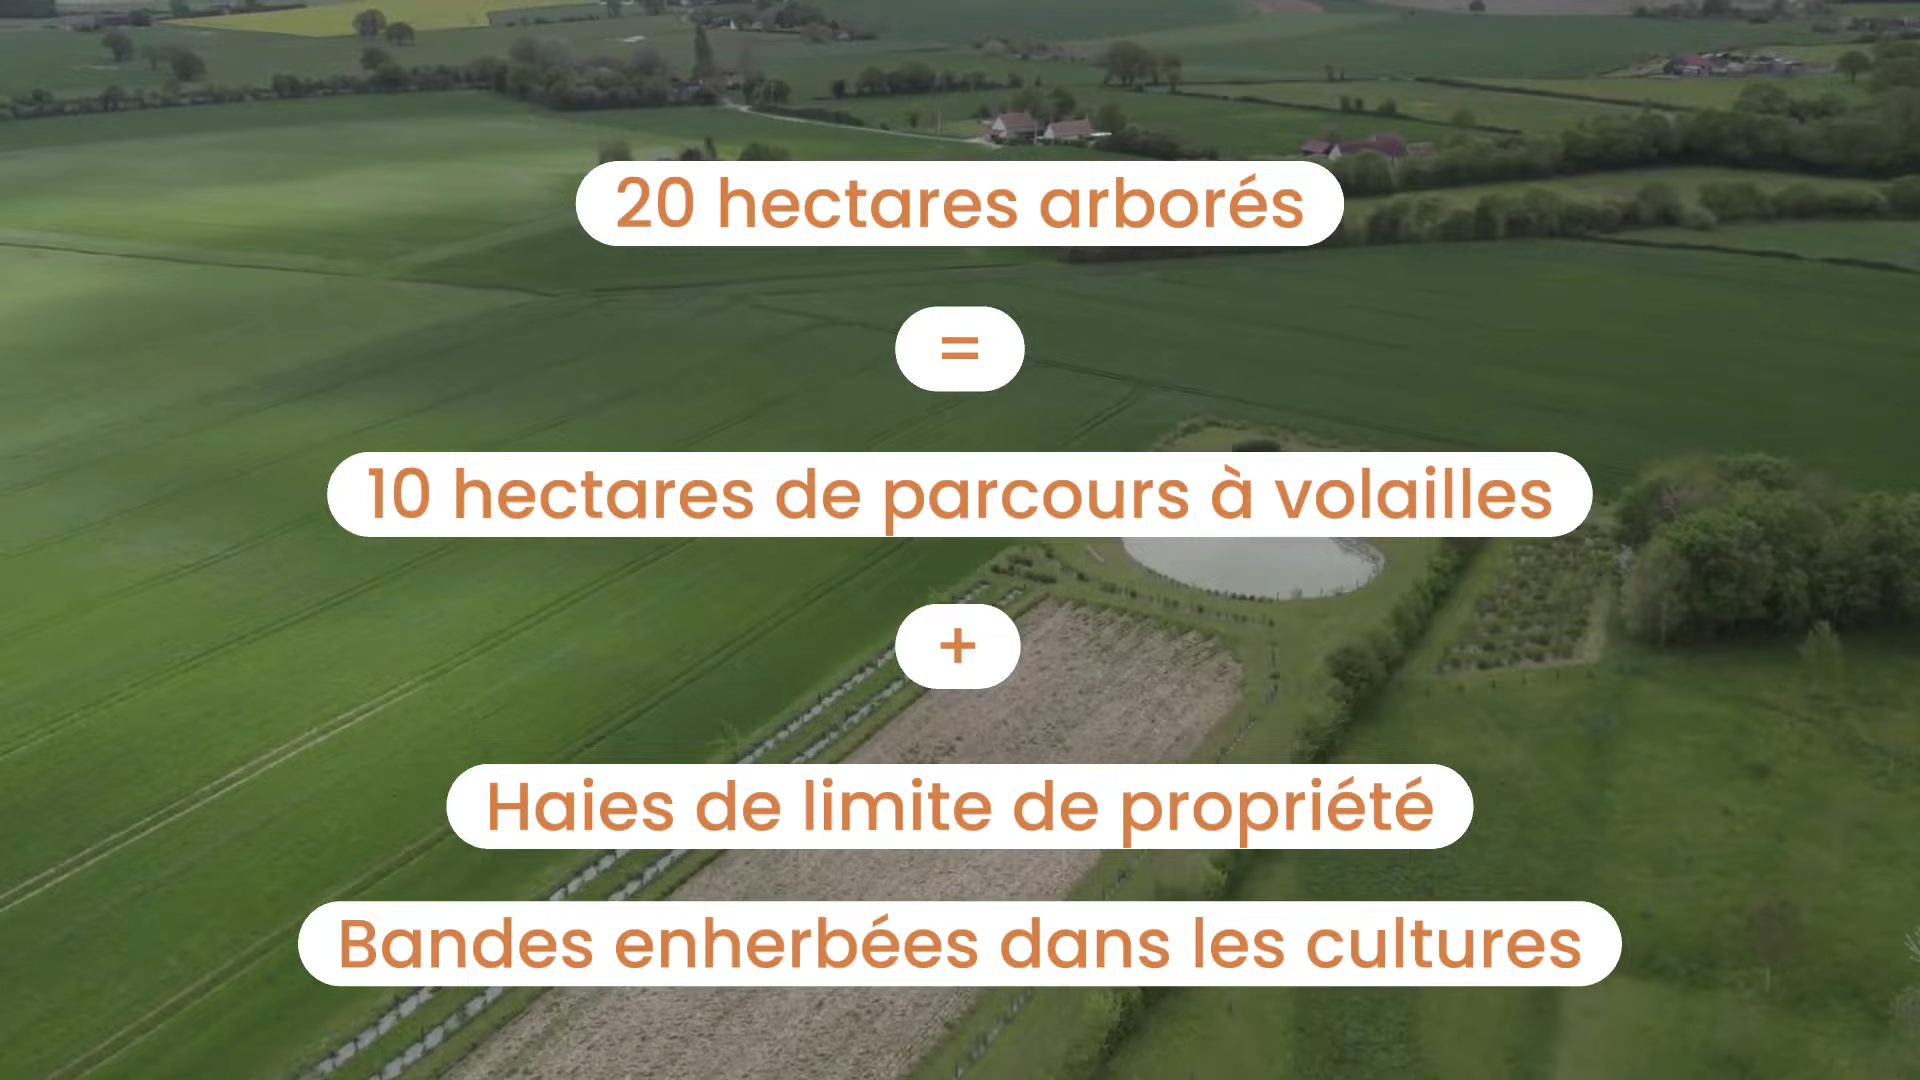 20 hectares arborés
=
10 hectares de parcours à volailles
+
Haies de limite de propriété
Bandes enherbées dans les cultures